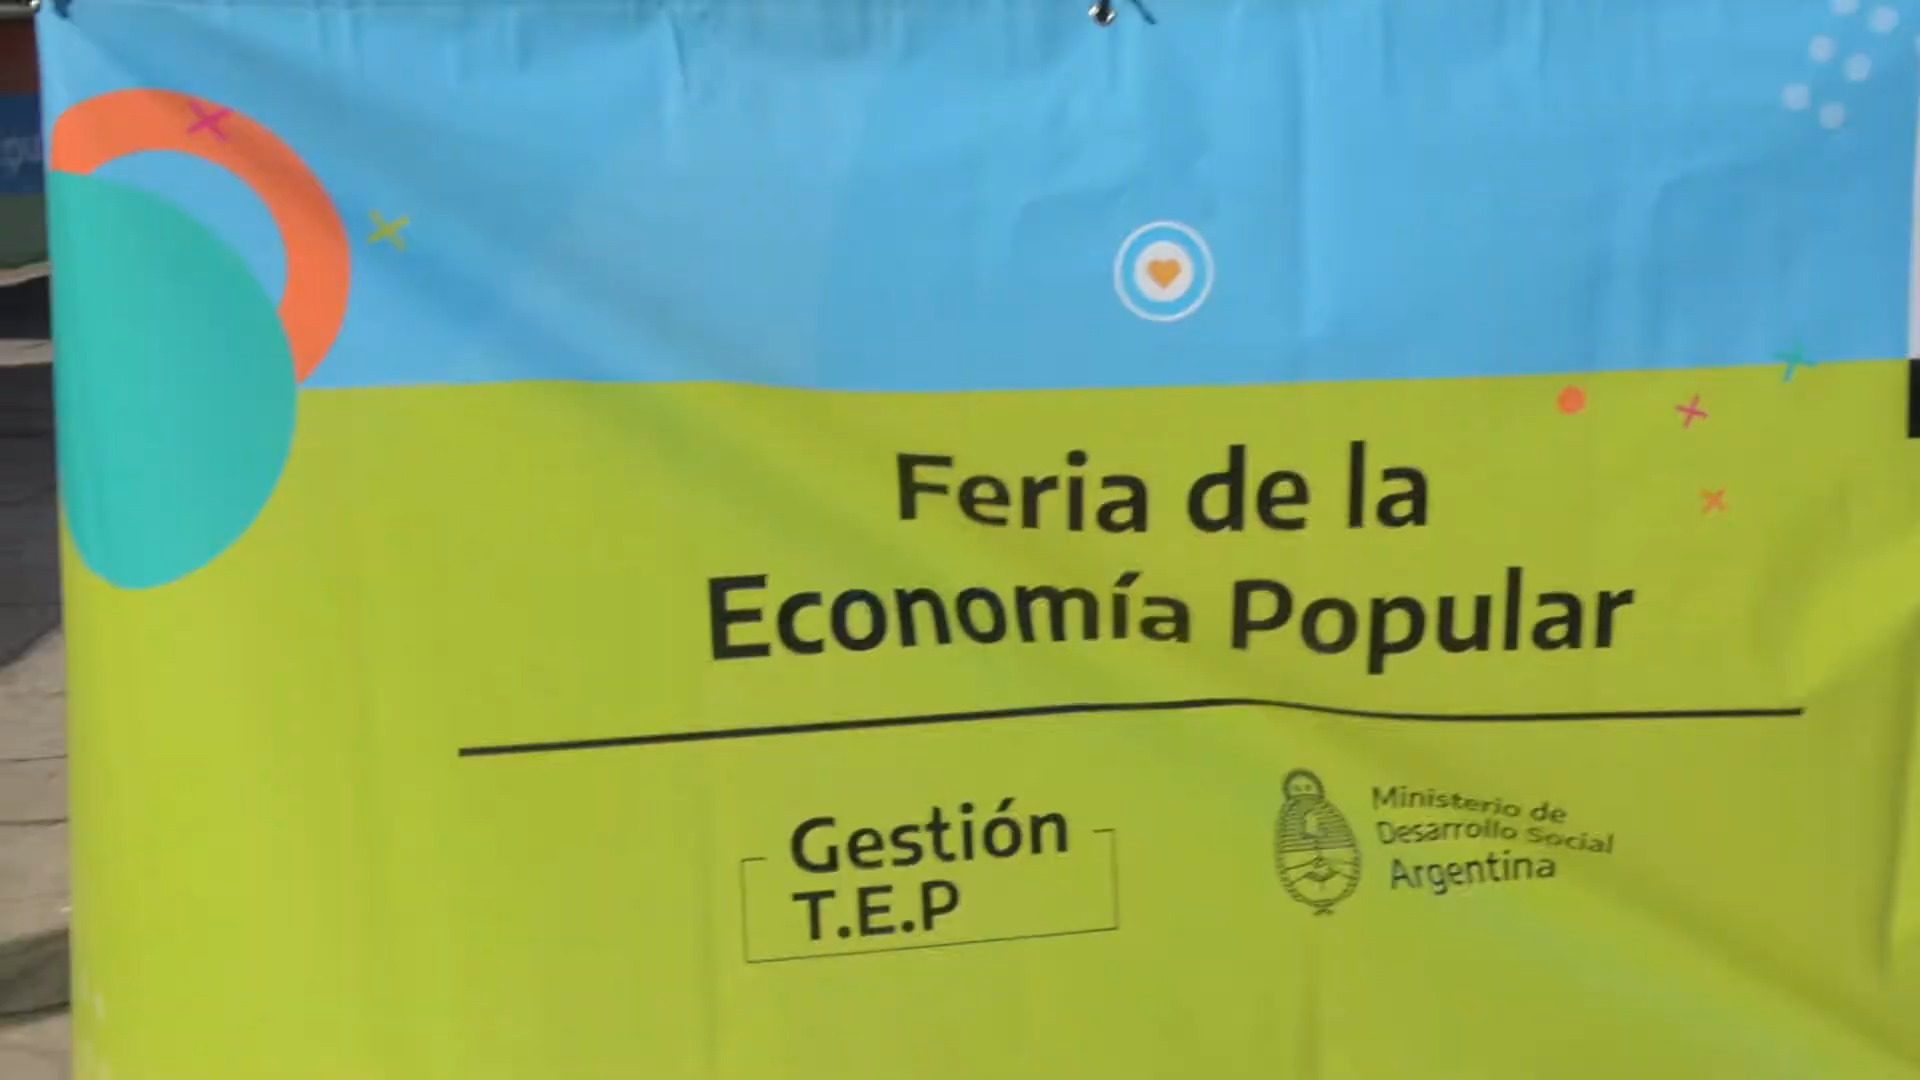 Feria de la
Economía Popular
Gestión
T.E.P
Ministerio de
Desarrollo Social
Argentina